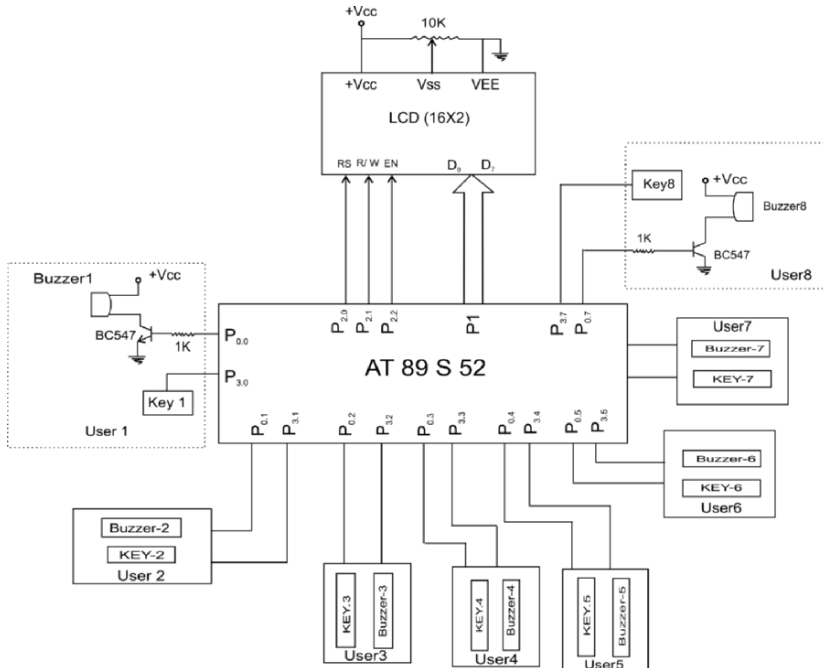 +Vcc
10K
+Vcc Vss VEE
LCD (16X2)
RS R/W EN D₀ D₇
Key8
+Vcc
Buzzer8
1K
BC547
User8
Buzzer1
+Vcc
BC547
1K
Key 1
User 1
P₂.₀ P₂.₁ P₂.₂ P1 P₃.₇ P₀.₇
P₀.₀
AT 89 S 52
P₃.₀
P₀.₁ P₃.₁ P₀.₂ P₃.₂ P₀.₃ P₃.₃ P₀.₄ P₃.₄ P₀.₅ P₃.₅
User7
Buzzer-7
KEY-7
Buzzer-6
KEY-6
User6
Buzzer-2
KEY-2
User 2
KEY.3
Buzzer-3
User3
KEY.4
Buzzer-4
User4
KEY.5
Buzzer-5
User5